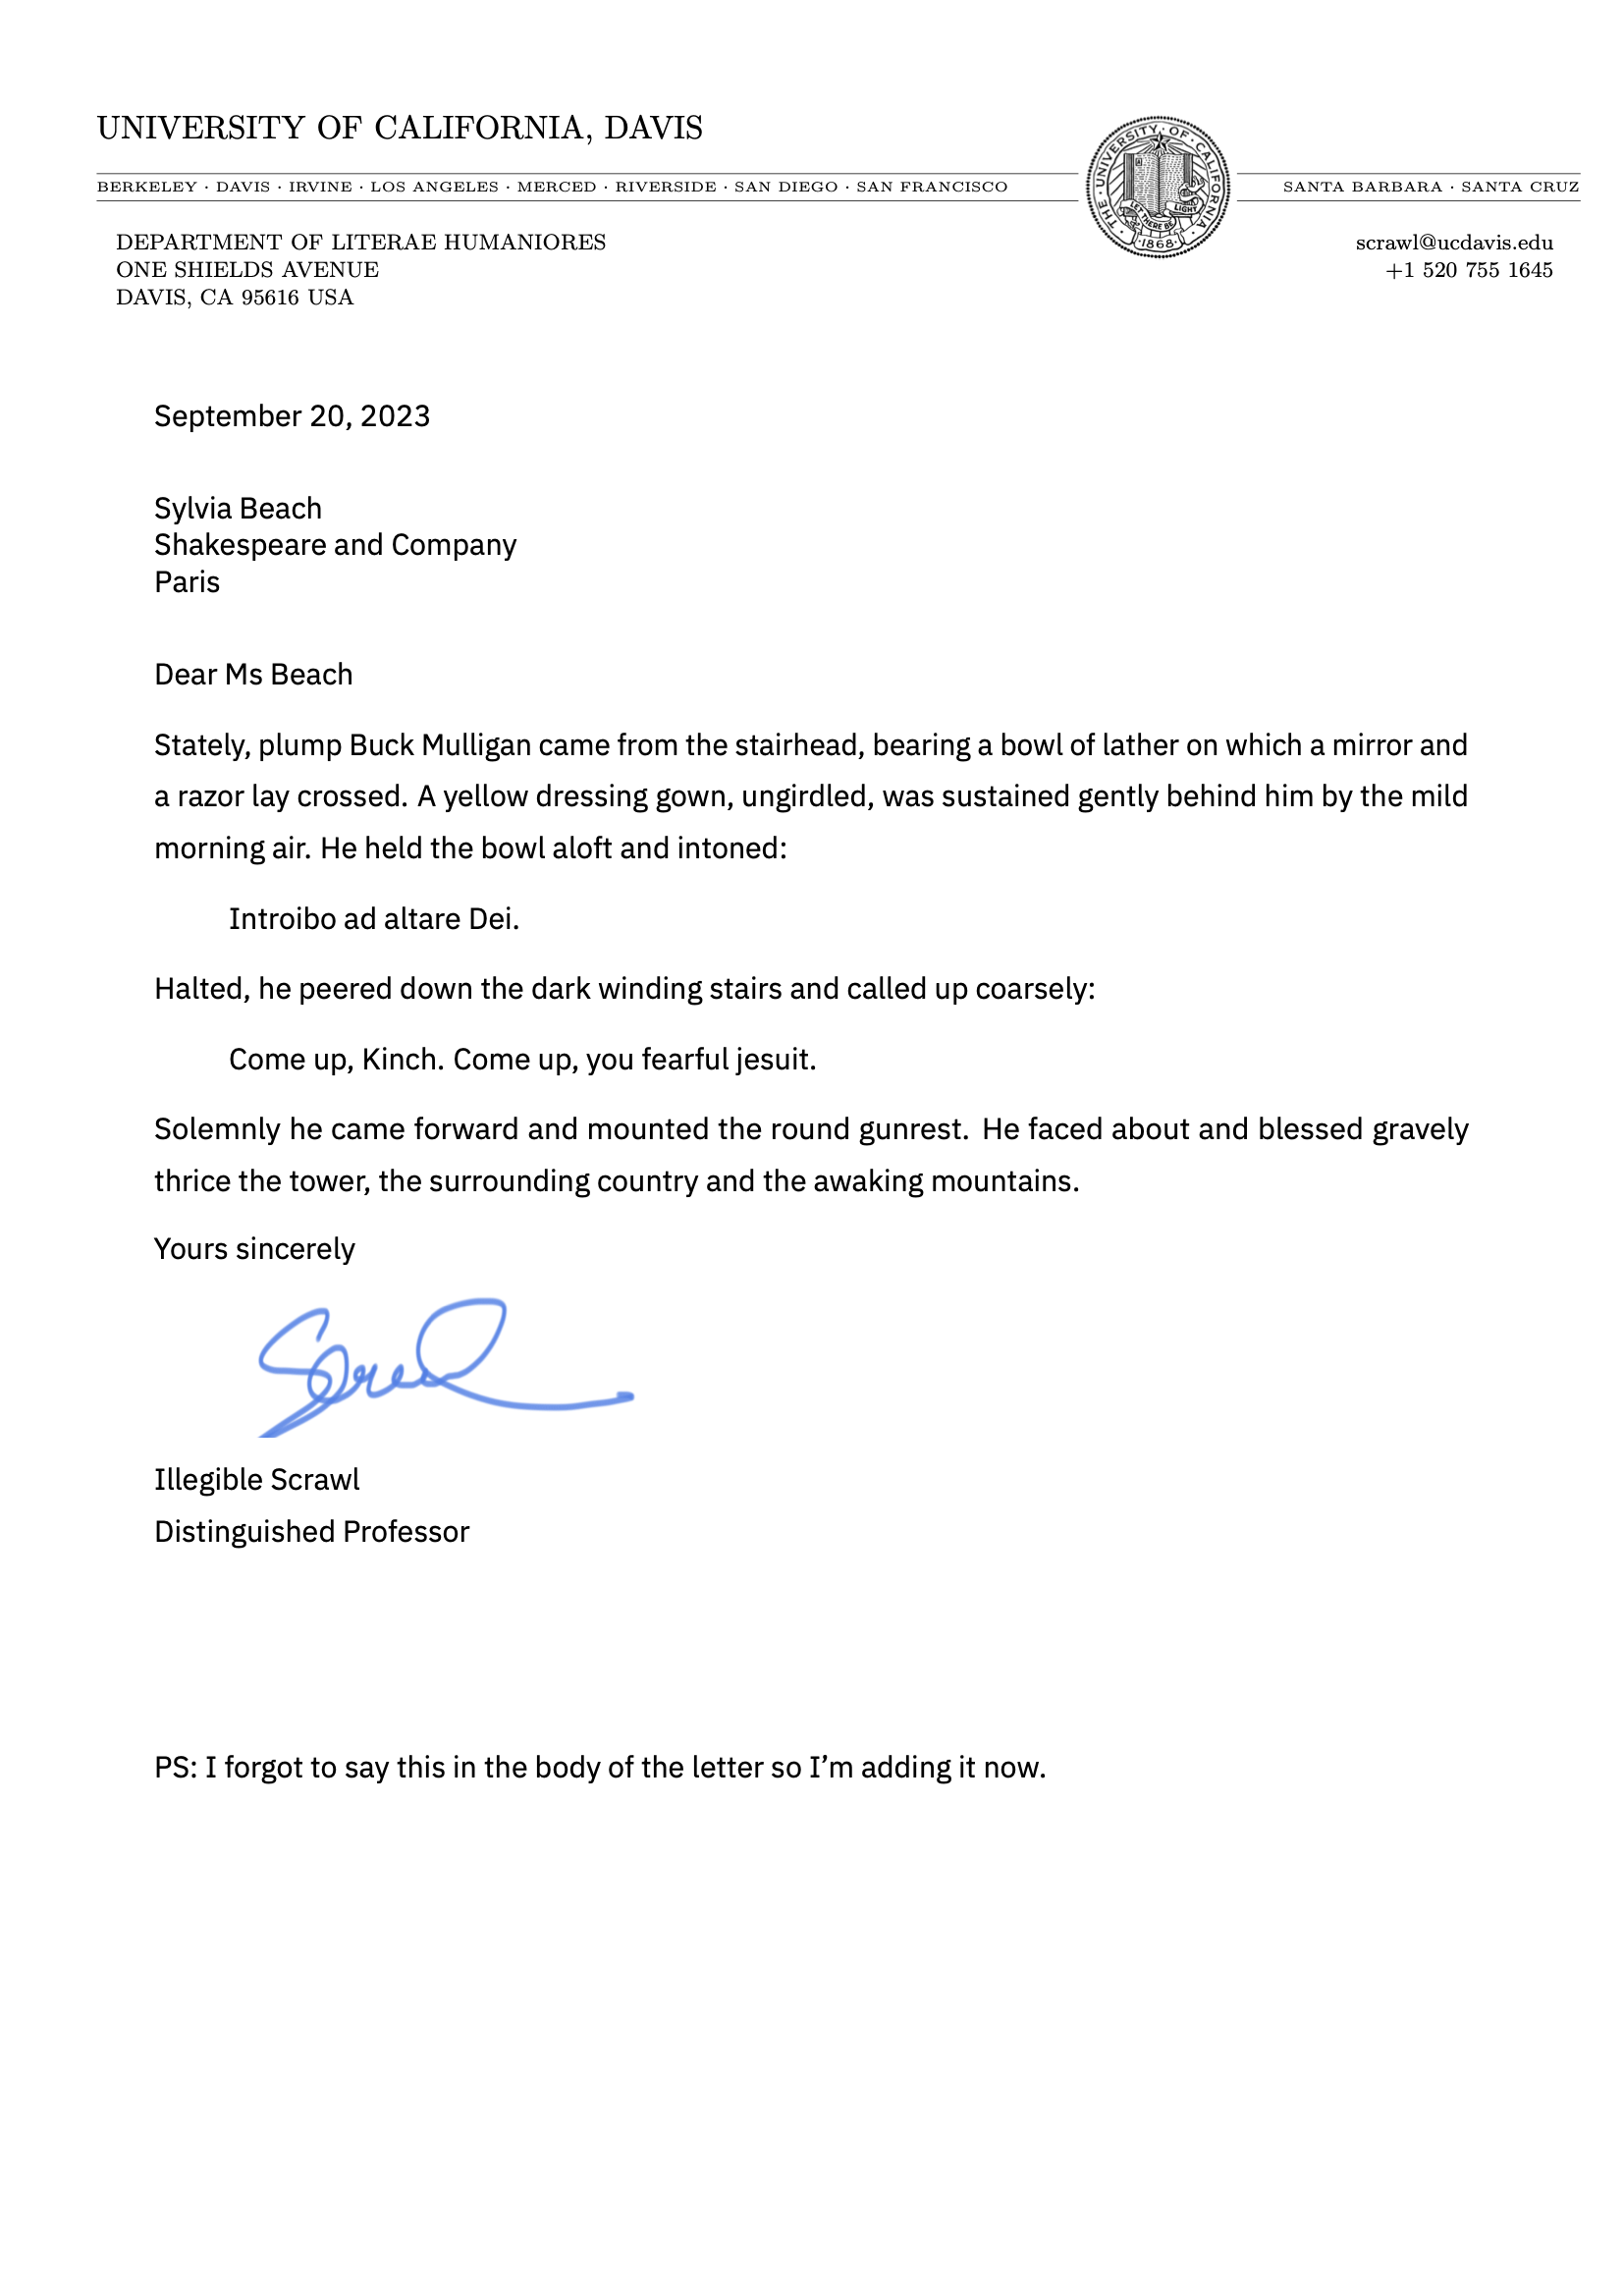 UNIVERSITY OF CALIFORNIA, DAVIS
BERKELEY · DAVIS · IRVINE · LOS ANGELES · MERCED · RIVERSIDE · SAN DIEGO · SAN FRANCISCO
SANTA BARBARA · SANTA CRUZ
THE · UNIVERSITY · OF · CALIFORNIA
A
LET THERE BE LIGHT
·1868·
DEPARTMENT OF LITERAE HUMANIORES
ONE SHIELDS AVENUE
DAVIS, CA 95616 USA
scrawl@ucdavis.edu
+1 520 755 1645
September 20, 2023
Sylvia Beach
Shakespeare and Company
Paris
Dear Ms Beach
Stately, plump Buck Mulligan came from the stairhead, bearing a bowl of lather on which a mirror and
a razor lay crossed. A yellow dressing gown, ungirdled, was sustained gently behind him by the mild
morning air. He held the bowl aloft and intoned:
Introibo ad altare Dei.
Halted, he peered down the dark winding stairs and called up coarsely:
Come up, Kinch. Come up, you fearful jesuit.
Solemnly he came forward and mounted the round gunrest. He faced about and blessed gravely
thrice the tower, the surrounding country and the awaking mountains.
Yours sincerely
Illegible Scrawl
Distinguished Professor
PS: I forgot to say this in the body of the letter so I’m adding it now.